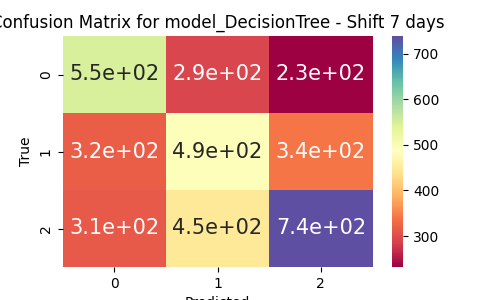 Confusion Matrix for model_DecisionTree - Shift 7 days
True
0
5.5e+02 2.9e+02 2.3e+02
1
3.2e+02 4.9e+02 3.4e+02
2
3.1e+02 4.5e+02 7.4e+02
0 1 2
Predicted
700
600
500
400
300